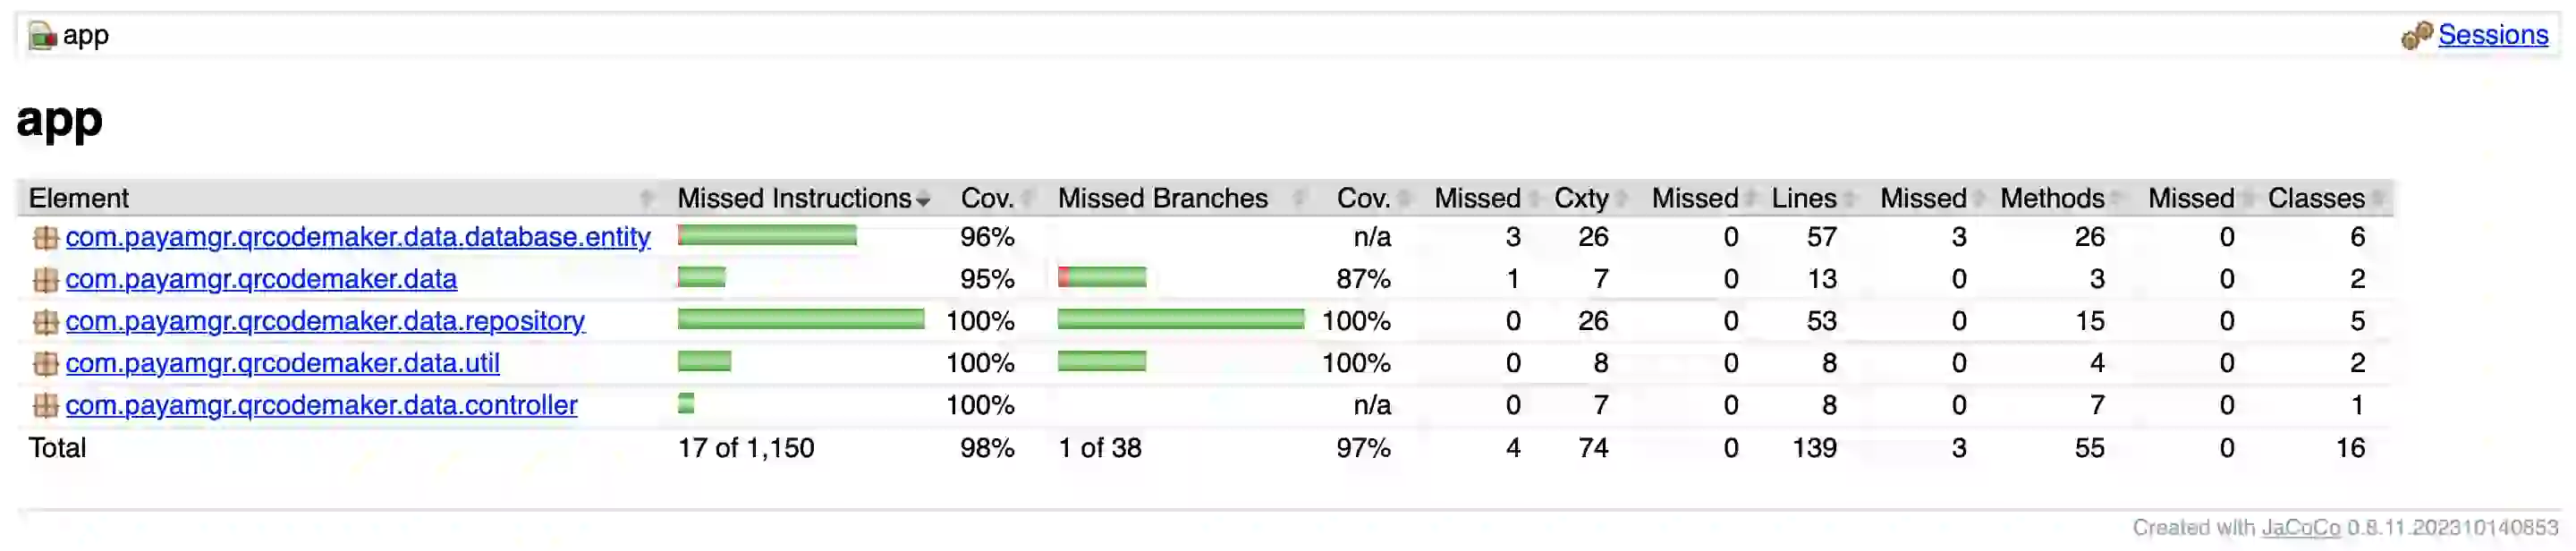 app Sessions
app
Element Missed Instructions Cov. Missed Branches Cov. Missed Cxty Missed Lines Missed Methods Missed Classes
com.payamgr.qrcodemaker.data.database.entity 96% n/a 3 26 0 57 3 26 0 6
com.payamgr.qrcodemaker.data 95% 87% 1 7 0 13 0 3 0 2
com.payamgr.qrcodemaker.data.repository 100% 100% 0 26 0 53 0 15 0 5
com.payamgr.qrcodemaker.data.util 100% 100% 0 8 0 8 0 4 0 2
com.payamgr.qrcodemaker.data.controller 100% n/a 0 7 0 8 0 7 0 1
Total 17 of 1,150 98% 1 of 38 97% 4 74 0 139 3 55 0 16
Created with JaCoCo 0.8.11.202310140853